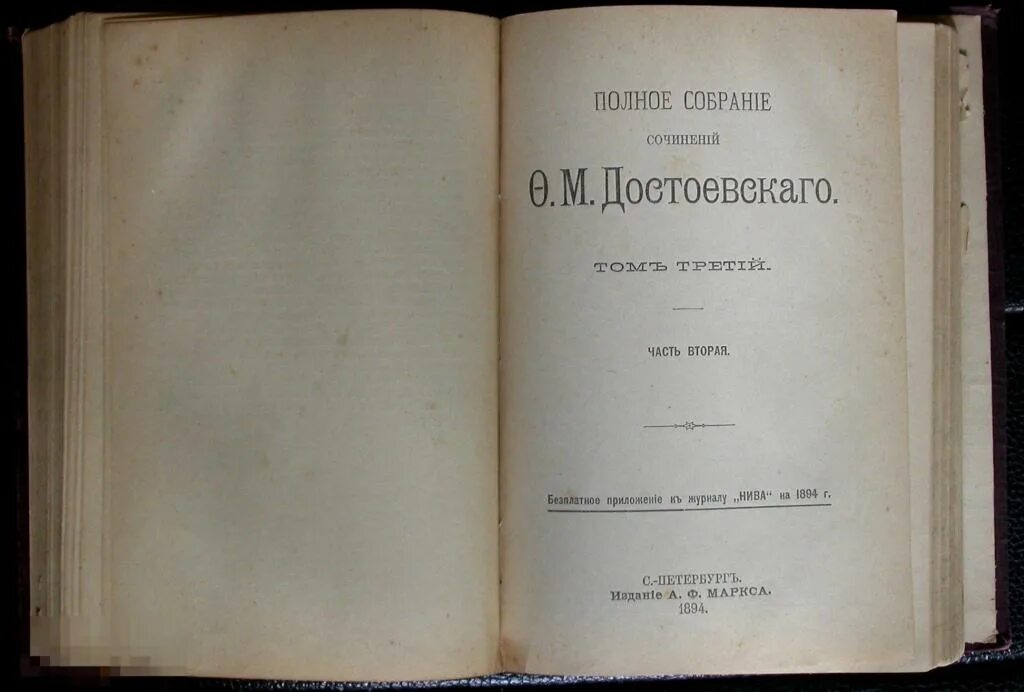 ПОЛНОЕ СОБРАНІЕ
СОЧИНЕНІЙ
Ѳ. М. Достоевскаго.
ТОМЪ ТРЕТІЙ.
ЧАСТЬ ВТОРАЯ.
Безплатное приложеніе къ журналу „НИВА“ на 1894 г.
С.-ПЕТЕРБУРГЪ.
Изданіе А. Ф. МАРКСА.
1894.